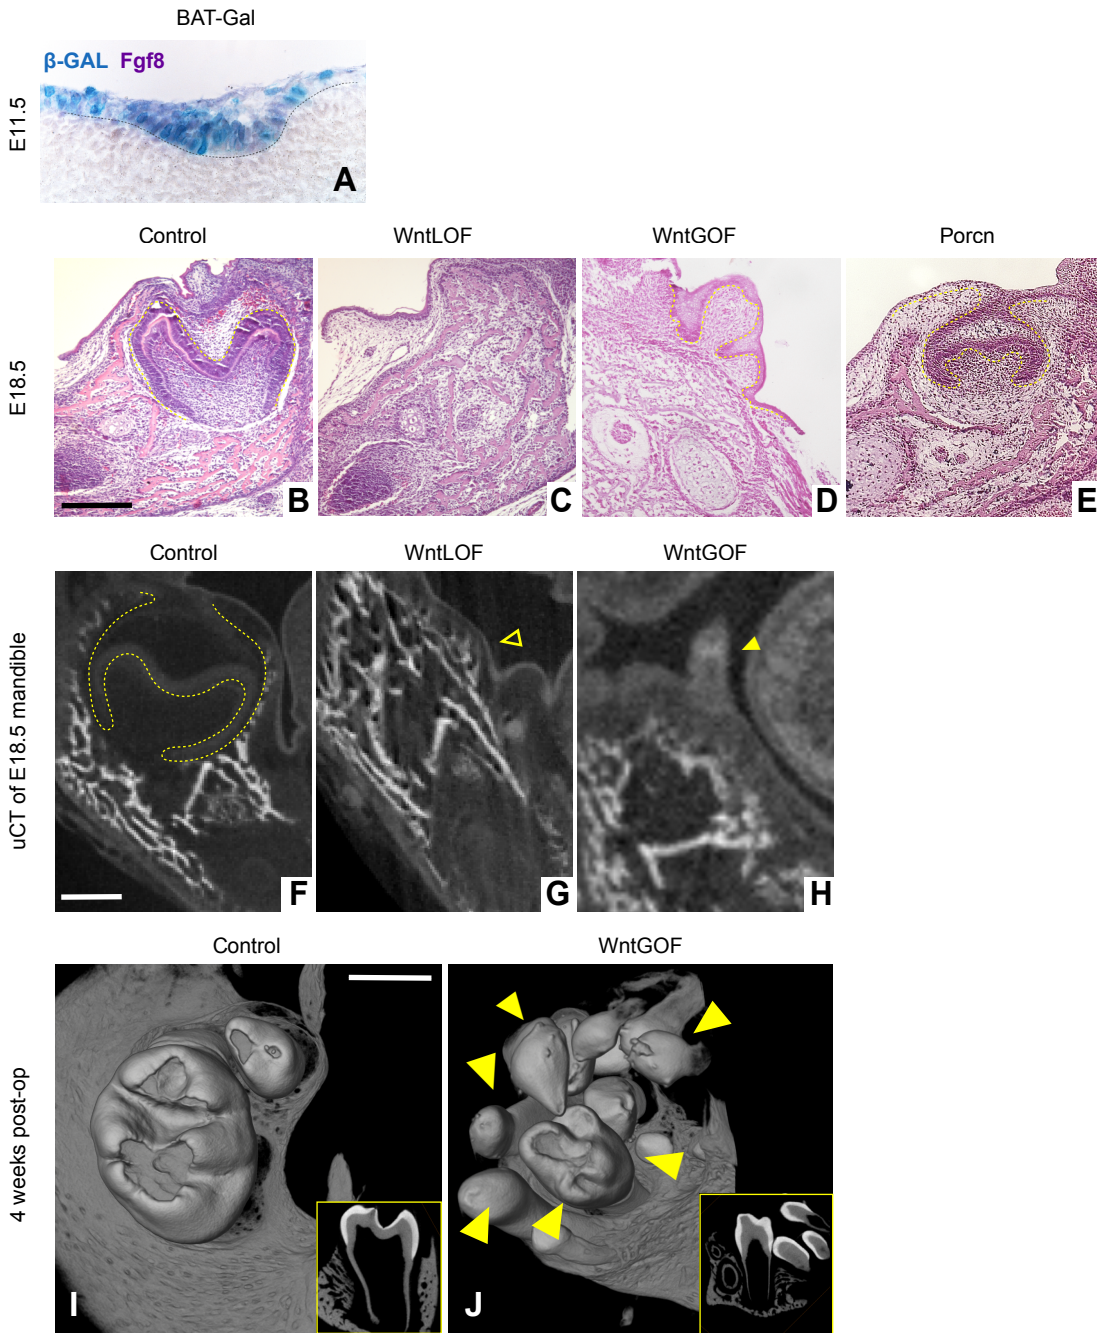 BAT-Gal
β-GAL Fgf8
E11.5
A
Control WntLOF WntGOF Porcn
E18.5
B C D E
Control WntLOF WntGOF
uCT of E18.5 mandible
F G H
Control WntGOF
4 weeks post-op
I J